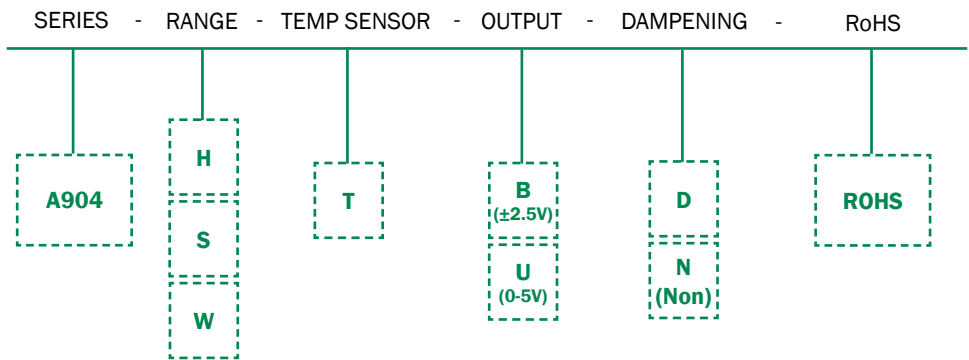 SERIES - RANGE - TEMP SENSOR - OUTPUT - DAMPENING - RoHS
A904
H
S
W
T
B
(±2.5V)
U
(0-5V)
D
N
(Non)
ROHS